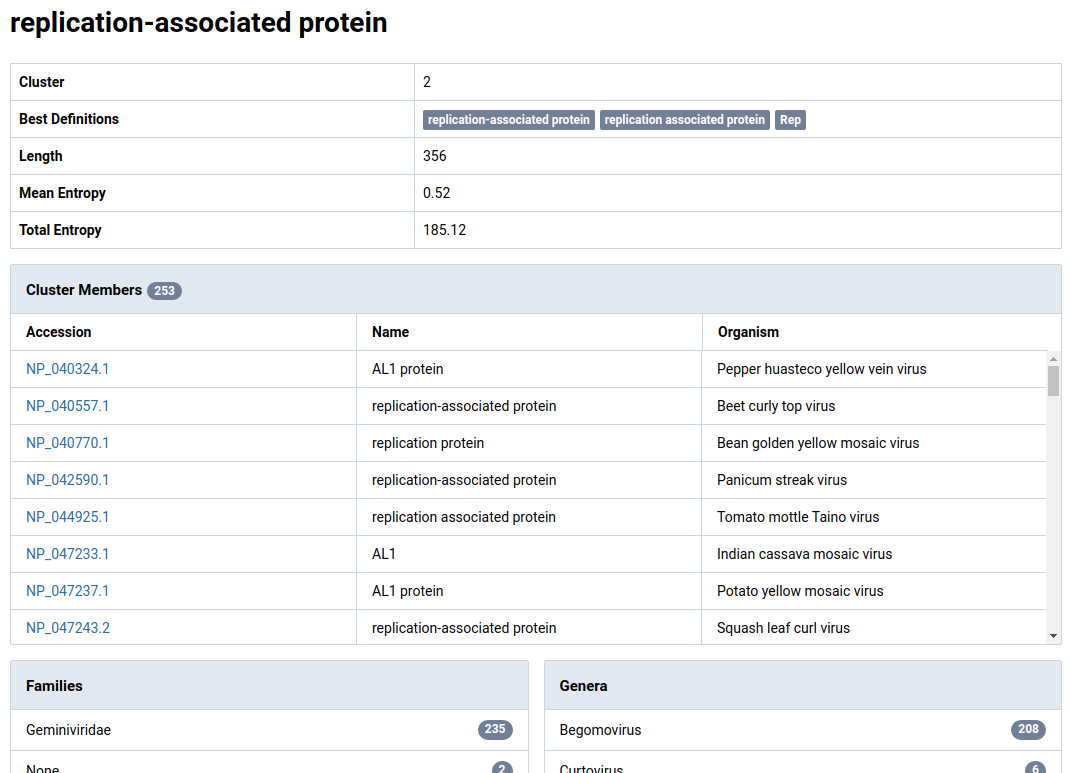 replication-associated protein
Cluster 2
Best Definitions replication-associated protein replication associated protein Rep
Length 356
Mean Entropy 0.52
Total Entropy 185.12
Cluster Members 253
Accession Name Organism
NP_040324.1 AL1 protein Pepper huasteco yellow vein virus
NP_040557.1 replication-associated protein Beet curly top virus
NP_040770.1 replication protein Bean golden yellow mosaic virus
NP_042590.1 replication-associated protein Panicum streak virus
NP_044925.1 replication associated protein Tomato mottle Taino virus
NP_047233.1 AL1 Indian cassava mosaic virus
NP_047237.1 AL1 protein Potato yellow mosaic virus
NP_047243.2 replication-associated protein Squash leaf curl virus
Families Genera
Geminiviridae 235 Begomovirus 208
None 2 Curtovirus 6